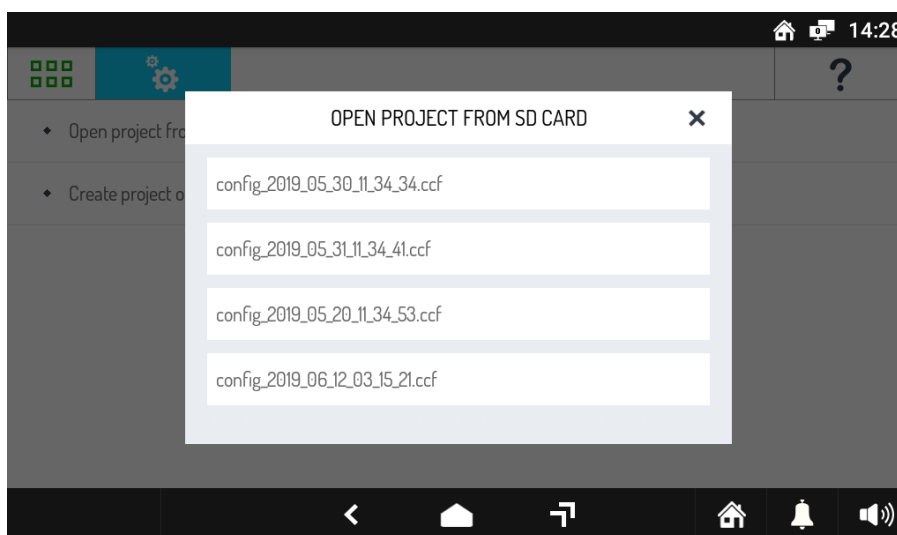 14:28
?
OPEN PROJECT FROM SD CARD
Open project fro
config_2019_05_30_11_34_34.ccf
Create project o
config_2019_05_31_11_34_41.ccf
config_2019_05_20_11_34_53.ccf
config_2019_06_12_03_15_21.ccf